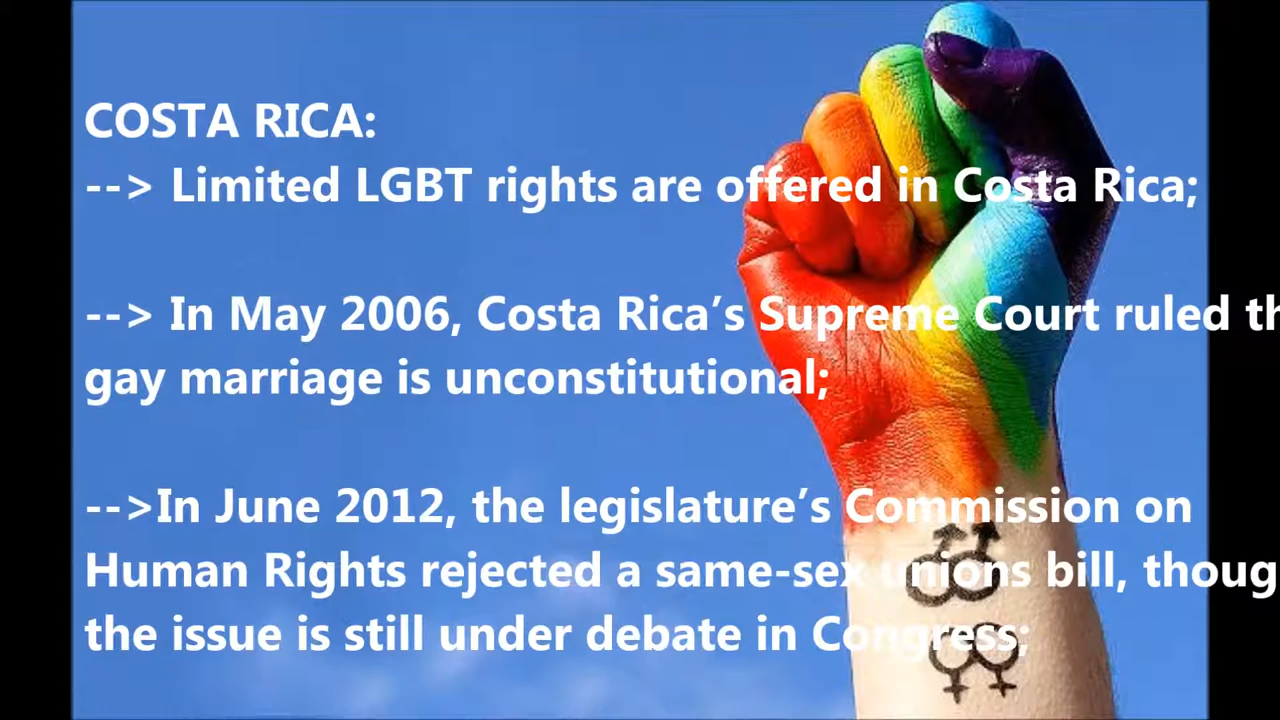 COSTA RICA:
--> Limited LGBT rights are offered in Costa Rica;
--> In May 2006, Costa Rica’s Supreme Court ruled th
gay marriage is unconstitutional;
-->In June 2012, the legislature’s Commission on
Human Rights rejected a same-sex unions bill, thoug
the issue is still under debate in Congress;